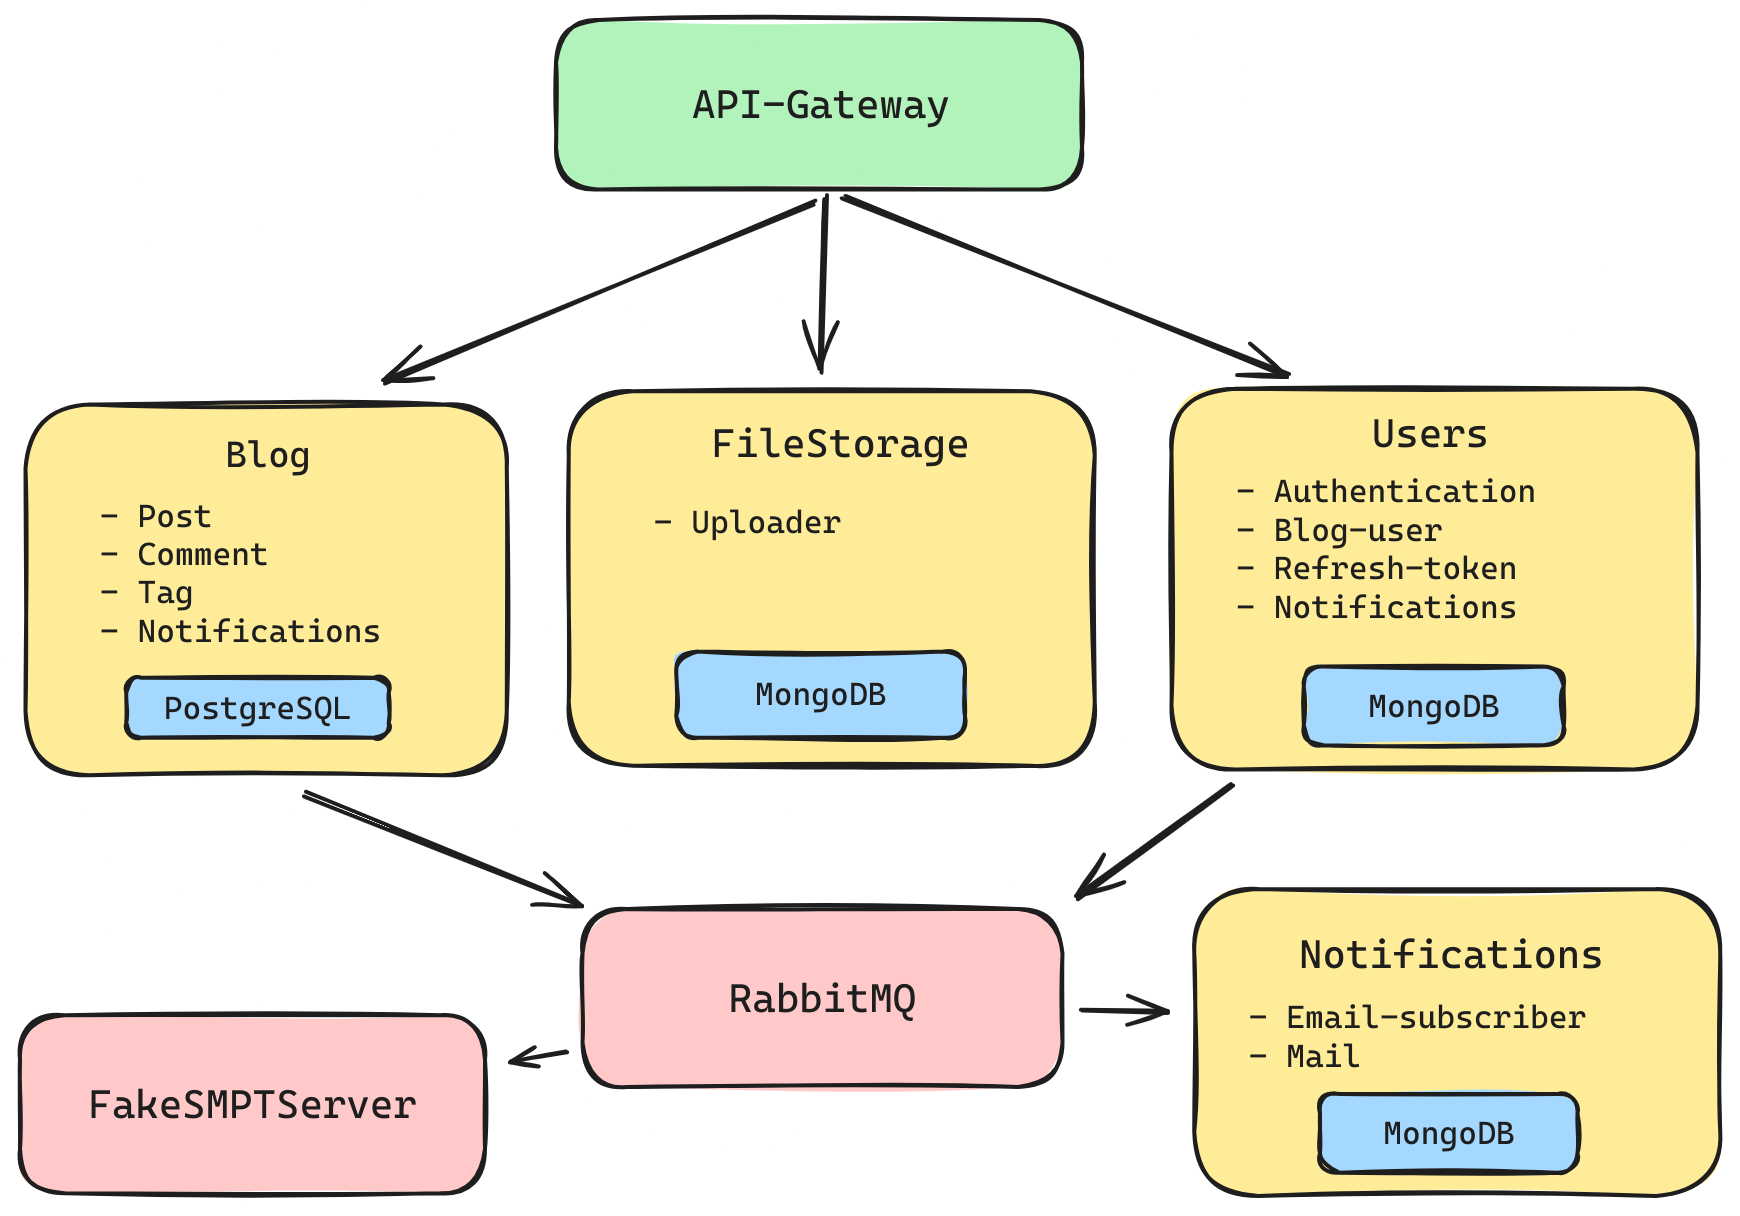 API-Gateway
Blog
- Post
- Comment
- Tag
- Notifications
PostgreSQL
FileStorage
- Uploader
MongoDB
Users
- Authentication
- Blog-user
- Refresh-token
- Notifications
MongoDB
RabbitMQ
FakeSMPTServer
Notifications
- Email-subscriber
- Mail
MongoDB